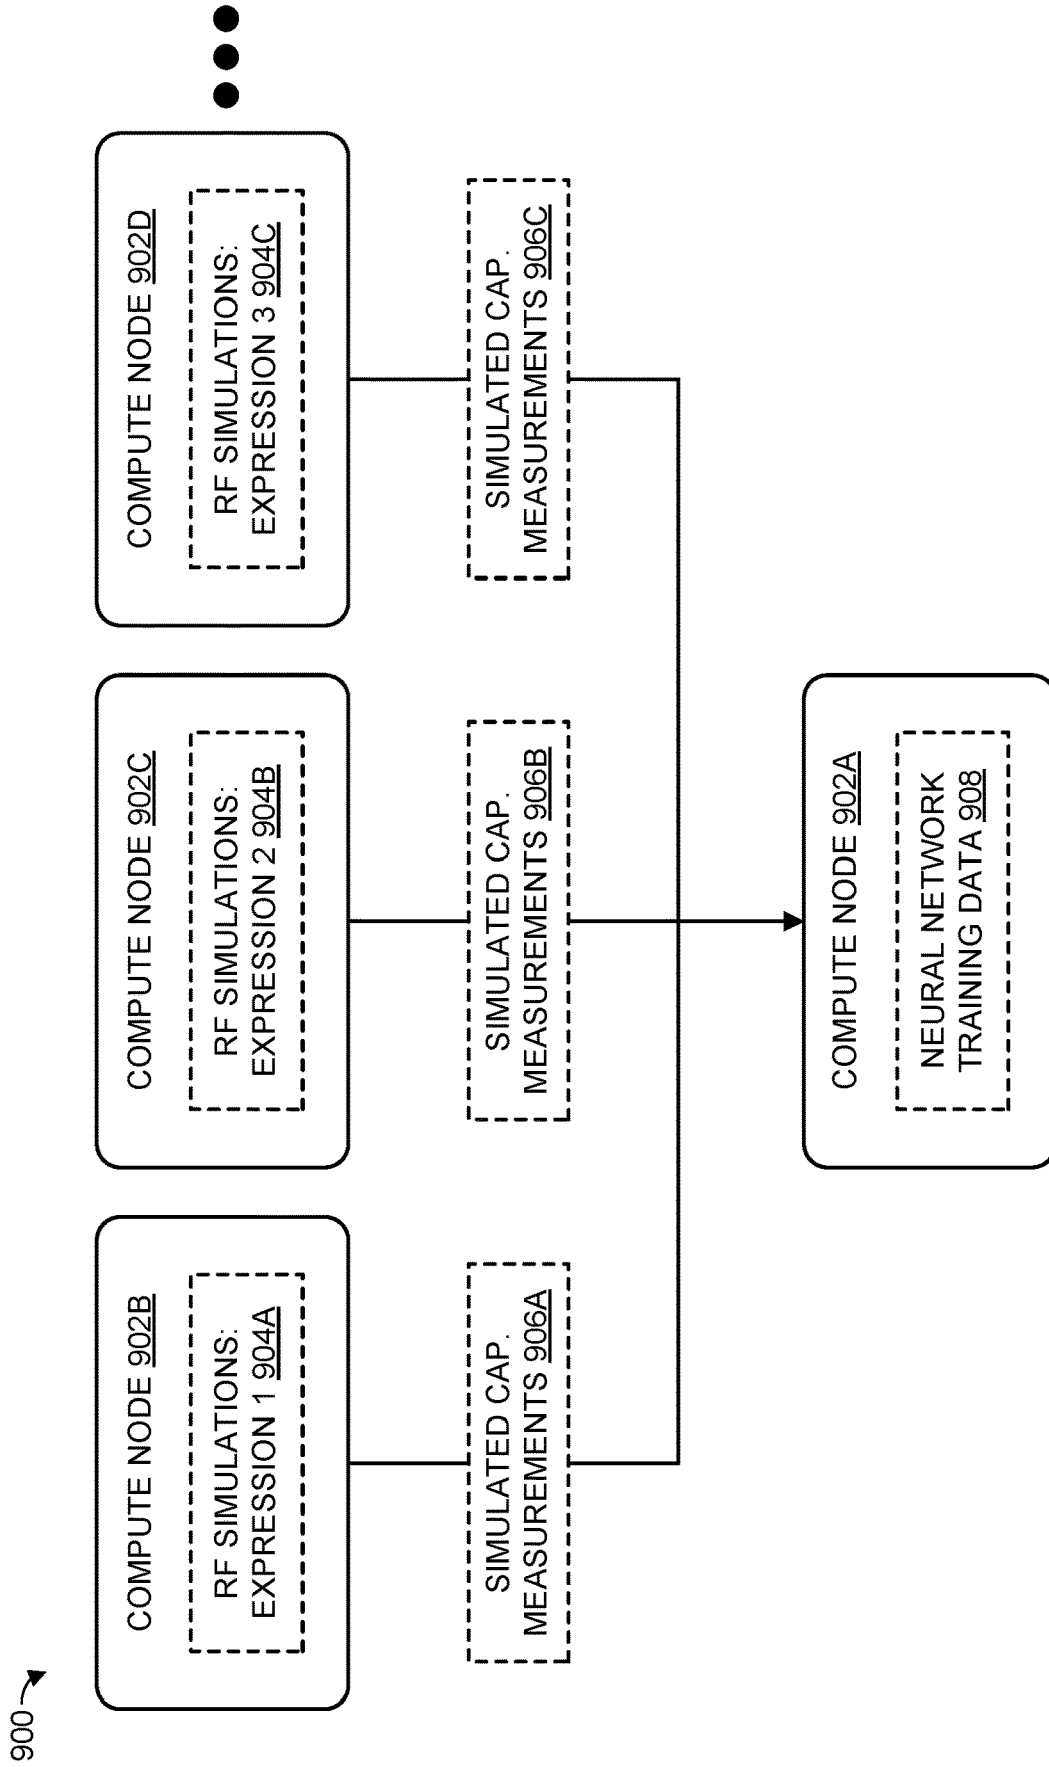 900
COMPUTE NODE 902B
RF SIMULATIONS:
EXPRESSION 1 904A
COMPUTE NODE 902C
RF SIMULATIONS:
EXPRESSION 2 904B
COMPUTE NODE 902D
RF SIMULATIONS:
EXPRESSION 3 904C
SIMULATED CAP.
MEASUREMENTS 906A
SIMULATED CAP.
MEASUREMENTS 906B
SIMULATED CAP.
MEASUREMENTS 906C
COMPUTE NODE 902A
NEURAL NETWORK
TRAINING DATA 908